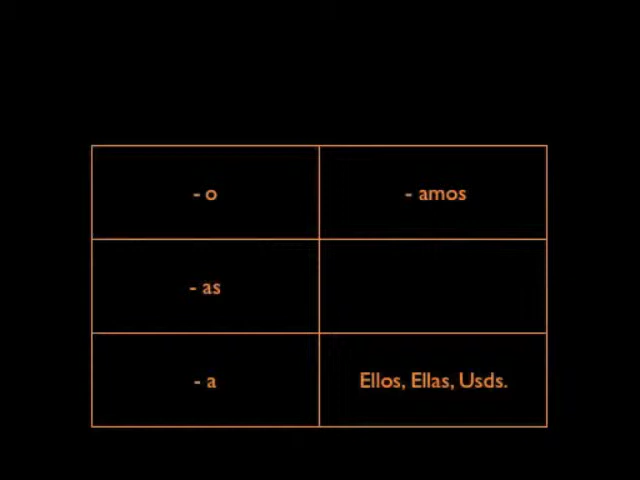 - o
- amos
- as
- a
Ellos, Ellas, Usds.